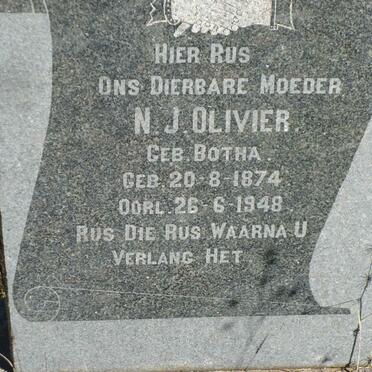 HIER RUS
ONS DIERBARE MOEDER
N. J. OLIVIER.
GEB. BOTHA.
GEB. 20-8-1874.
OORL. 26-6-1948.
RUS DIE RUS WAARNA U
VERLANG HET